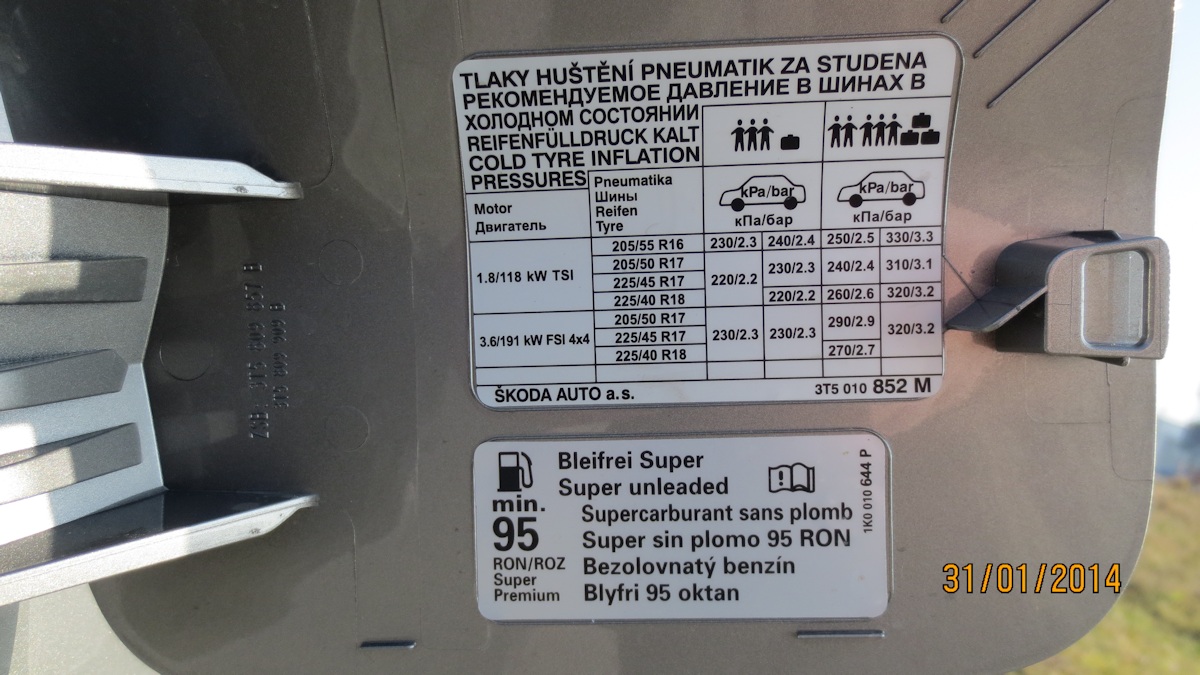 TLAKY HUŠTĚNÍ PNEUMATIK ZA STUDENA
РЕКОМЕНДУЕМОЕ ДАВЛЕНИЕ В ШИНАХ В
ХОЛОДНОМ СОСТОЯНИИ
REIFENFÜLLDRUCK KALT
COLD TYRE INFLATION
PRESSURES
Motor
Двигатель
Pneumatika
Шины
Reifen
Tyre
kPa/bar
кПа/бар
kPa/bar
кПа/бар
205/55 R16 230/2.3 240/2.4 250/2.5 330/3.3
1.8/118 kW TSI
205/50 R17
225/45 R17
225/40 R18
220/2.2 230/2.3 240/2.4 310/3.1
220/2.2 260/2.6 320/3.2
3.6/191 kW FSI 4x4
205/50 R17
225/45 R17
225/40 R18
230/2.3 230/2.3 290/2.9 320/3.2
270/2.7
ŠKODA AUTO a.s. 3T5 010 852 M
Bleifrei Super
Super unleaded
Supercarburant sans plomb
Super sin plomo 95 RON
Bezolovnatý benzín
Blyfri 95 oktan
min.
95
RON/ROZ
Super
Premium
1K0 010 644 P
ZSB 3T5 809 857 B
3T5 809 909 B
31/01/2014